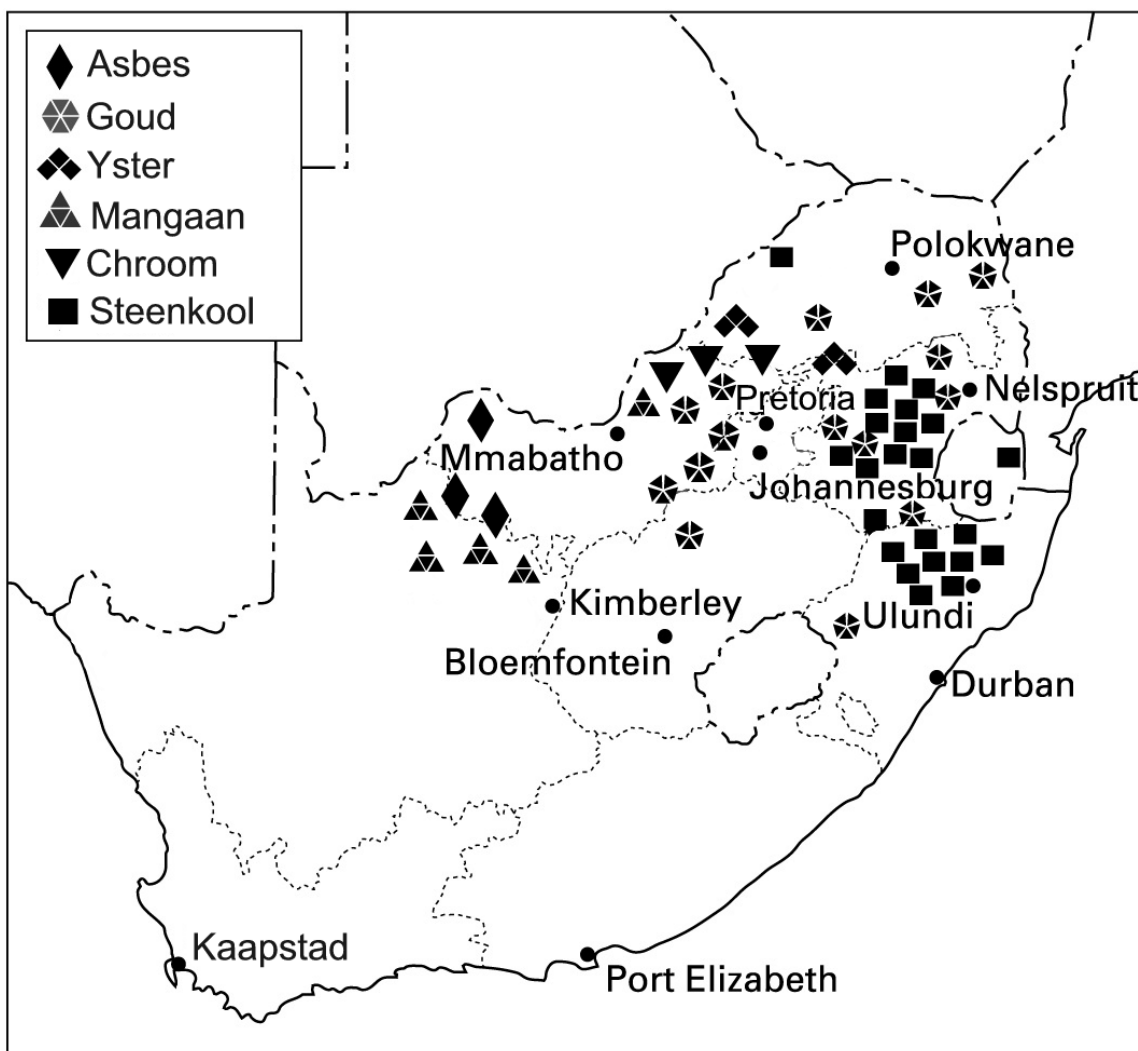 Asbes
Goud
Yster
Mangaan
Chroom
Steenkool
Polokwane
Nelspruit
Pretoria
Mmabatho
Johannesburg
Kimberley
Ulundi
Bloemfontein
Durban
Kaapstad
Port Elizabeth